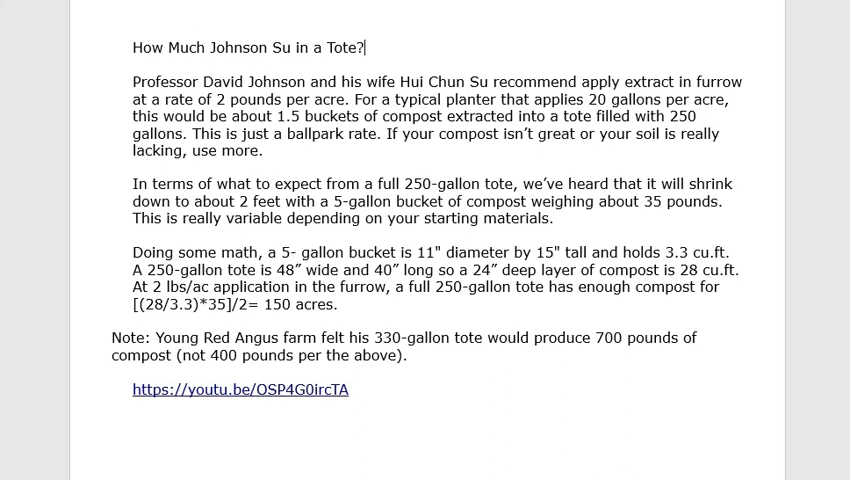 How Much Johnson Su in a Tote?
Professor David Johnson and his wife Hui Chun Su recommend apply extract in furrow
at a rate of 2 pounds per acre. For a typical planter that applies 20 gallons per acre,
this would be about 1.5 buckets of compost extracted into a tote filled with 250
gallons. This is just a ballpark rate. If your compost isn’t great or your soil is really
lacking, use more.
In terms of what to expect from a full 250-gallon tote, we’ve heard that it will shrink
down to about 2 feet with a 5-gallon bucket of compost weighing about 35 pounds.
This is really variable depending on your starting materials.
Doing some math, a 5- gallon bucket is 11" diameter by 15" tall and holds 3.3 cu.ft.
A 250-gallon tote is 48” wide and 40” long so a 24” deep layer of compost is 28 cu.ft.
At 2 lbs/ac application in the furrow, a full 250-gallon tote has enough compost for
[(28/3.3)*35]/2= 150 acres.
Note: Young Red Angus farm felt his 330-gallon tote would produce 700 pounds of
compost (not 400 pounds per the above).
https://youtu.be/OSP4G0ircTA